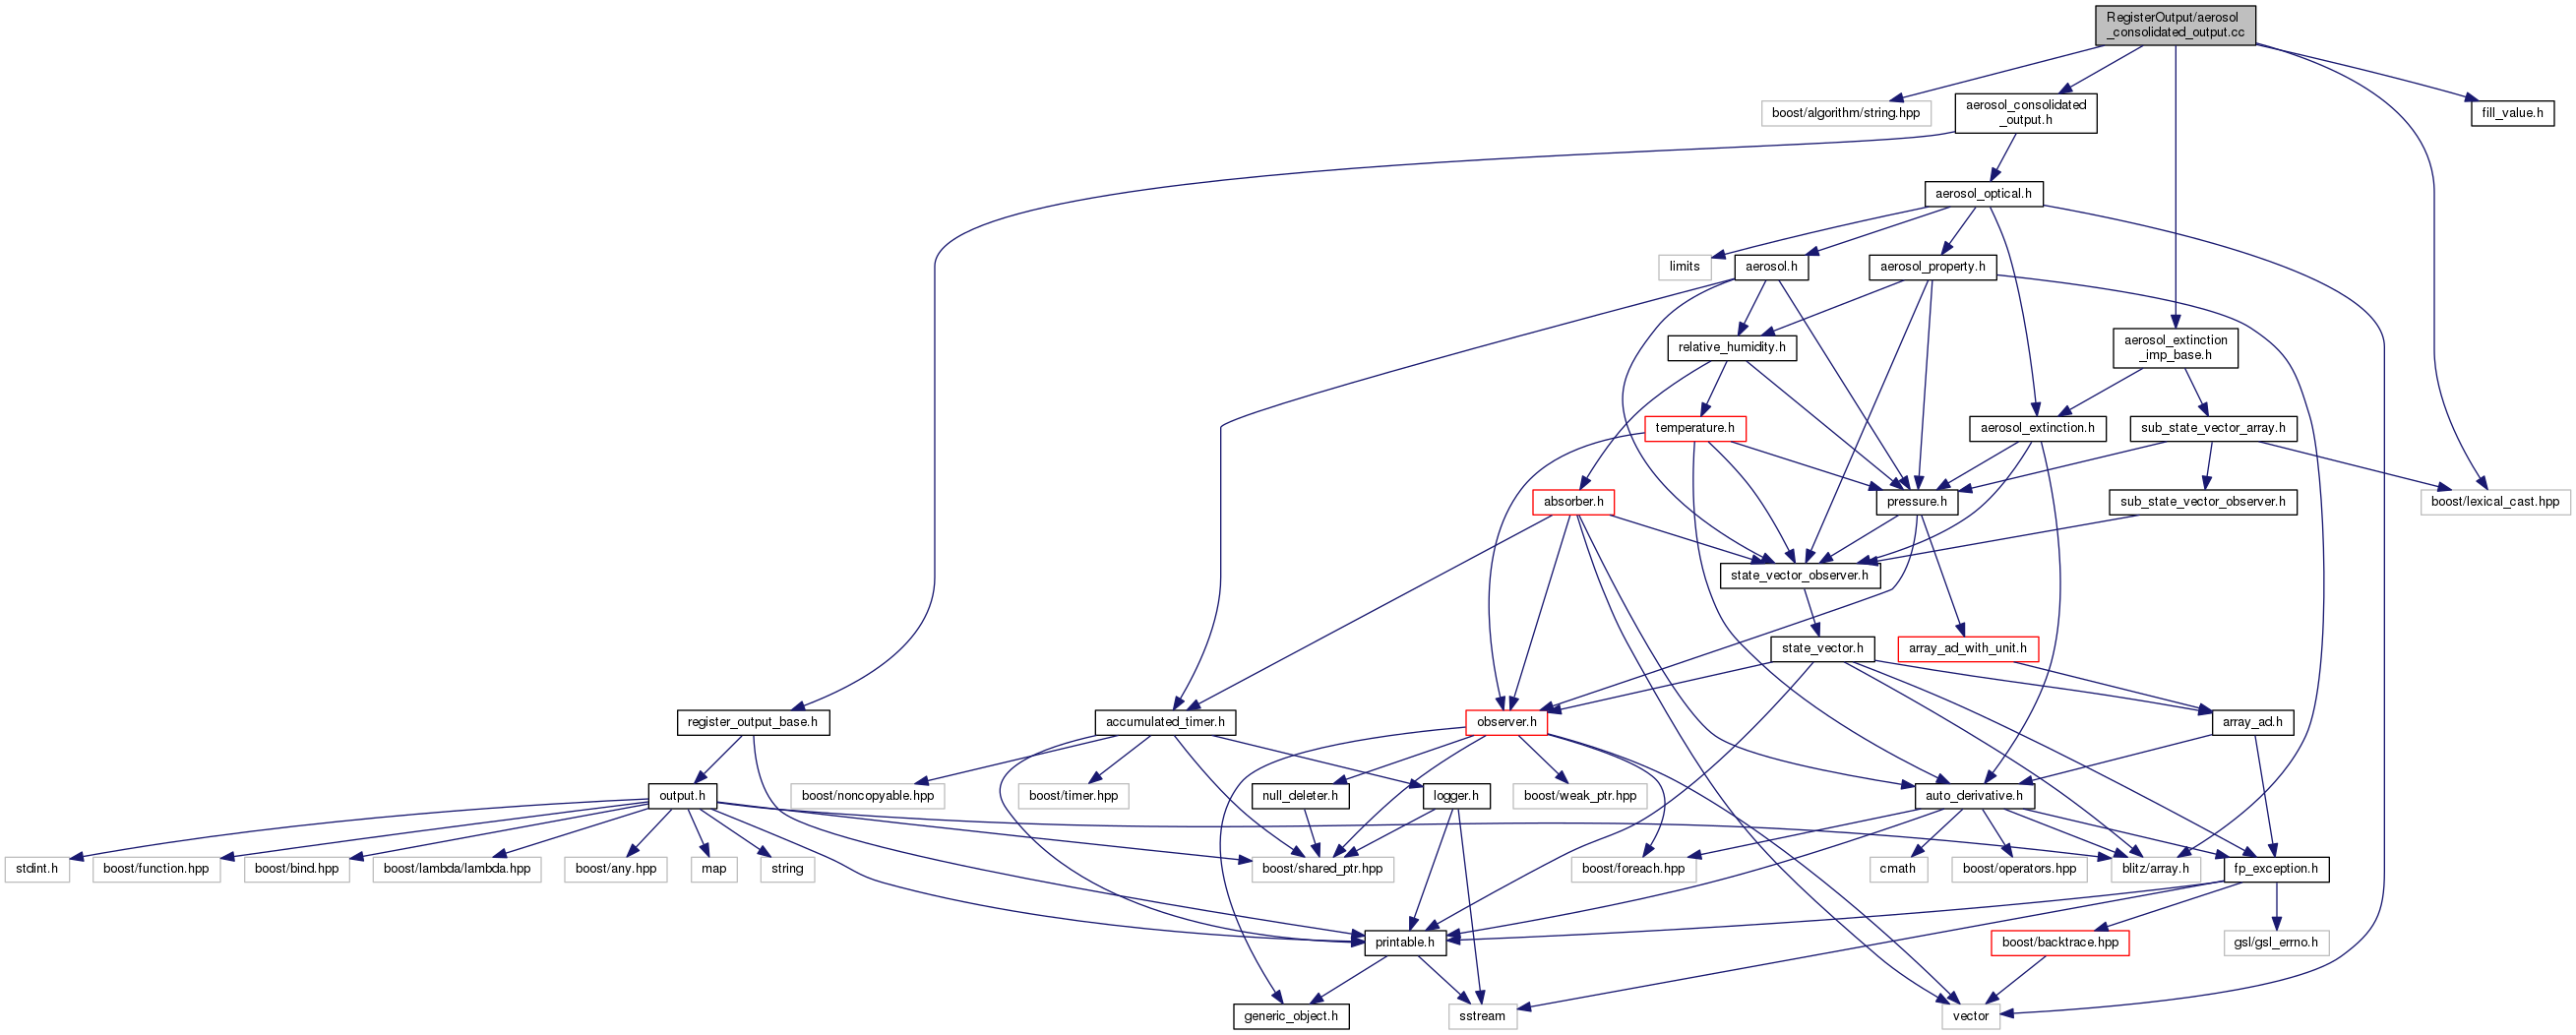 RegisterOutput/aerosol
_consolidated_output.cc
boost/algorithm/string.hpp
aerosol_consolidated
_output.h
fill_value.h
aerosol_optical.h
limits
aerosol.h
aerosol_property.h
relative_humidity.h
aerosol_extinction
_imp_base.h
temperature.h
aerosol_extinction.h
sub_state_vector_array.h
absorber.h
pressure.h
sub_state_vector_observer.h
boost/lexical_cast.hpp
state_vector_observer.h
state_vector.h
array_ad_with_unit.h
register_output_base.h
accumulated_timer.h
observer.h
array_ad.h
output.h
boost/noncopyable.hpp
boost/timer.hpp
null_deleter.h
logger.h
boost/weak_ptr.hpp
auto_derivative.h
stdint.h
boost/function.hpp
boost/bind.hpp
boost/lambda/lambda.hpp
boost/any.hpp
map
string
boost/shared_ptr.hpp
boost/foreach.hpp
cmath
boost/operators.hpp
blitz/array.h
fp_exception.h
printable.h
boost/backtrace.hpp
gsl/gsl_errno.h
generic_object.h
sstream
vector